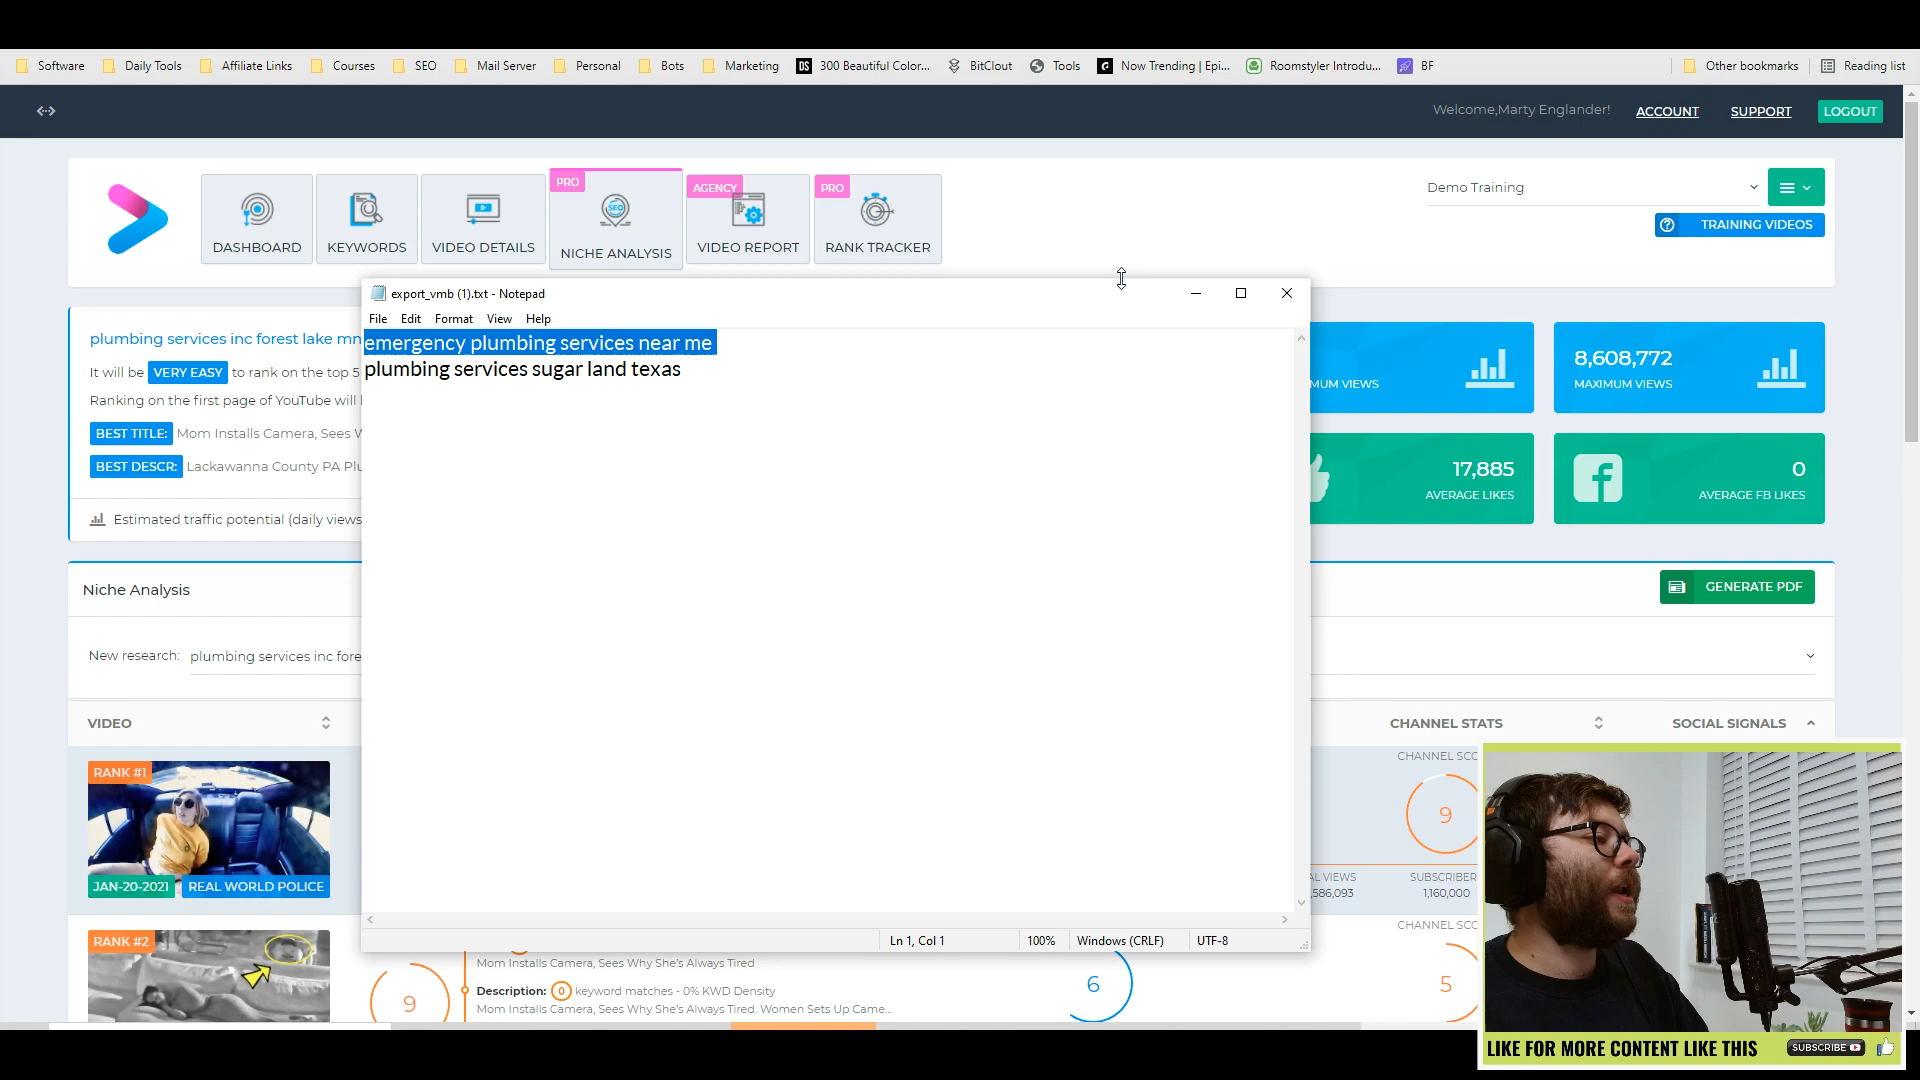 Software
Daily Tools
Affiliate Links
Courses
SEO
Mail Server
Personal
Bots
Marketing
DS 300 Beautiful Color...
BitClout
Tools
Now Trending | Epi...
Roomstyler Introdu...
BF
Other bookmarks
Reading list
Welcome,Marty Englander!
ACCOUNT
SUPPORT
LOGOUT
DASHBOARD
KEYWORDS
VIDEO DETAILS
PRO
SEO
NICHE ANALYSIS
AGENCY
VIDEO REPORT
PRO
RANK TRACKER
Demo Training
TRAINING VIDEOS
export_vmb (1).txt - Notepad
File Edit Format View Help
emergency plumbing services near me
plumbing services sugar land texas
Ln 1, Col 1
100%
Windows (CRLF)
UTF-8
plumbing services inc forest lake mn
It will be VERY EASY to rank on the top 5
Ranking on the first page of YouTube will
BEST TITLE: Mom Installs Camera, Sees
BEST DESCR: Lackawanna County PA
Estimated traffic potential (daily views
MUM VIEWS
8,608,772
MAXIMUM VIEWS
17,885
AVERAGE LIKES
0
AVERAGE FB LIKES
Niche Analysis
GENERATE PDF
New research: plumbing services inc fore
VIDEO
CHANNEL STATS
SOCIAL SIGNALS
RANK #1
JAN-20-2021
REAL WORLD POLICE
CHANNEL SCO
9
AL VIEWS
,586,093
SUBSCRIBER
1,160,000
RANK #2
9
Mom Installs Camera, Sees Why She's Always Tired
Description: 0 keyword matches - 0% KWD Density
Mom Installs Camera, Sees Why She's Always Tired. Women Sets Up Came...
6
CHANNEL SCO
5
LIKE FOR MORE CONTENT LIKE THIS
SUBSCRIBE